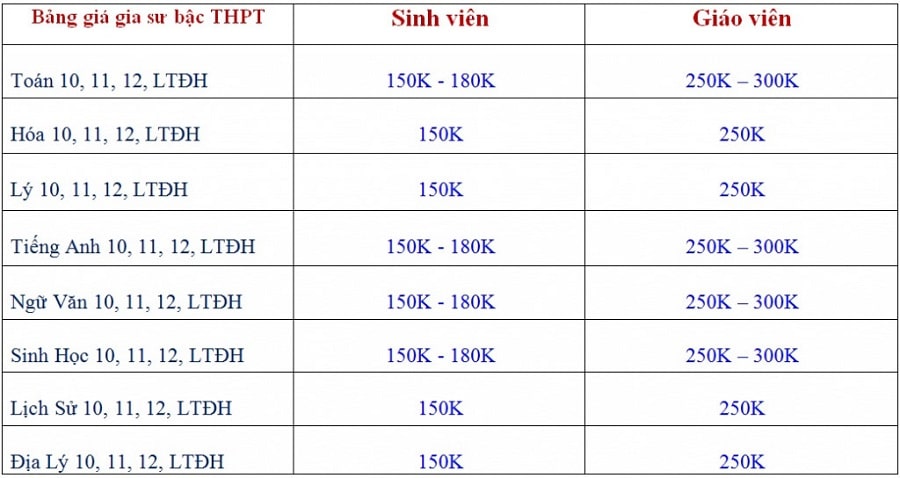 Bảng giá gia sư bậc THPT Sinh viên Giáo viên
Toán 10, 11, 12, LTĐH 150K - 180K 250K – 300K
Hóa 10, 11, 12, LTĐH 150K 250K
Lý 10, 11, 12, LTĐH 150K 250K
Tiếng Anh 10, 11, 12, LTĐH 150K - 180K 250K – 300K
Ngữ Văn 10, 11, 12, LTĐH 150K - 180K 250K – 300K
Sinh Học 10, 11, 12, LTĐH 150K - 180K 250K – 300K
Lịch Sử 10, 11, 12, LTĐH 150K 250K
Địa Lý 10, 11, 12, LTĐH 150K 250K